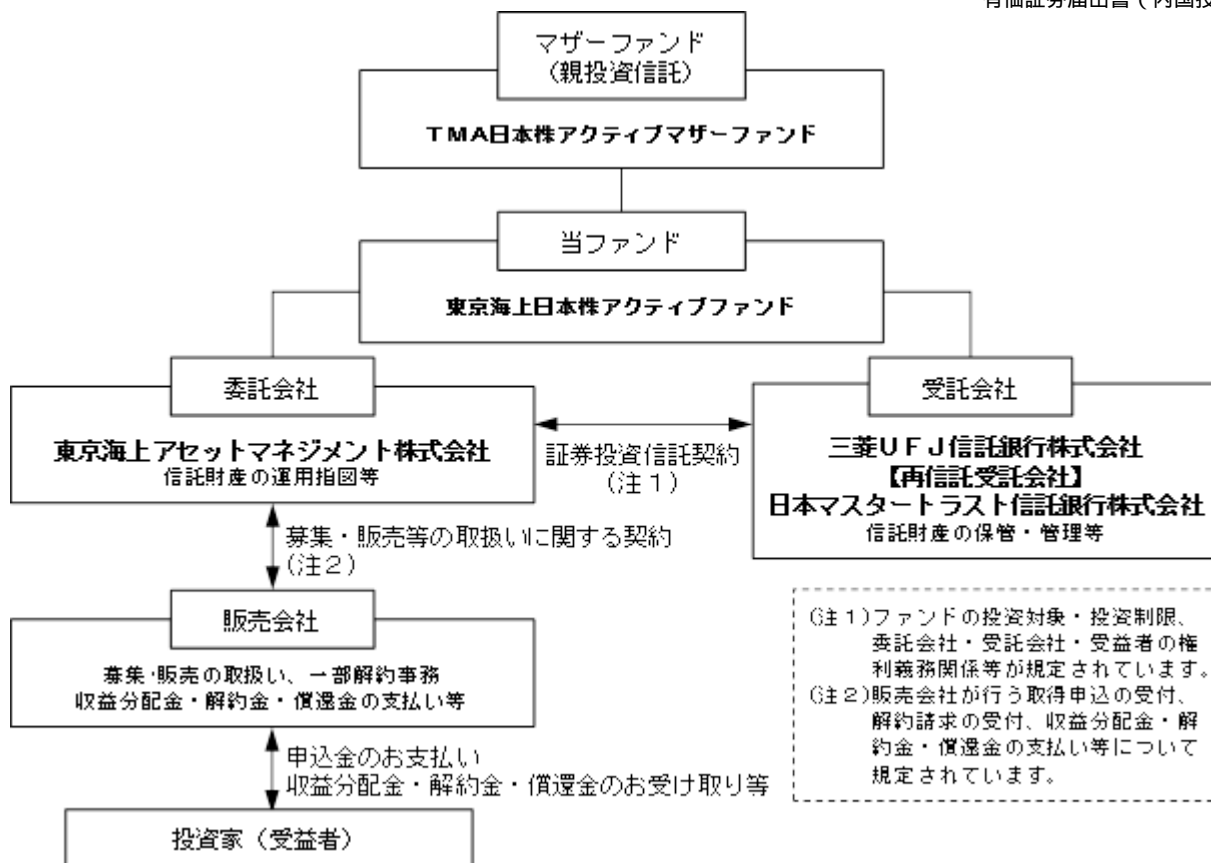 有価証券届出書（内国投
マザーファンド
（親投資信託）
ＴＭＡ日本株アクティブマザーファンド
当ファンド
東京海上日本株アクティブファンド
委託会社
東京海上アセットマネジメント株式会社
信託財産の運用指図等
証券投資信託契約
（注１）
受託会社
三菱ＵＦＪ信託銀行株式会社
【再信託受託会社】
日本マスタートラスト信託銀行株式会社
信託財産の保管・管理等
募集・販売等の取扱いに関する契約
（注２）
販売会社
募集・販売の取扱い、一部解約事務
収益分配金・解約金・償還金の支払い等
（注１）ファンドの投資対象・投資制限、
委託会社・受託会社・受益者の権
利義務関係等が規定されています。
（注２）販売会社が行う取得申込の受付、
解約請求の受付、収益分配金・解
約金・償還金の支払い等について
規定されています。
申込金のお支払い
収益分配金・解約金・償還金のお受け取り等
投資家（受益者）